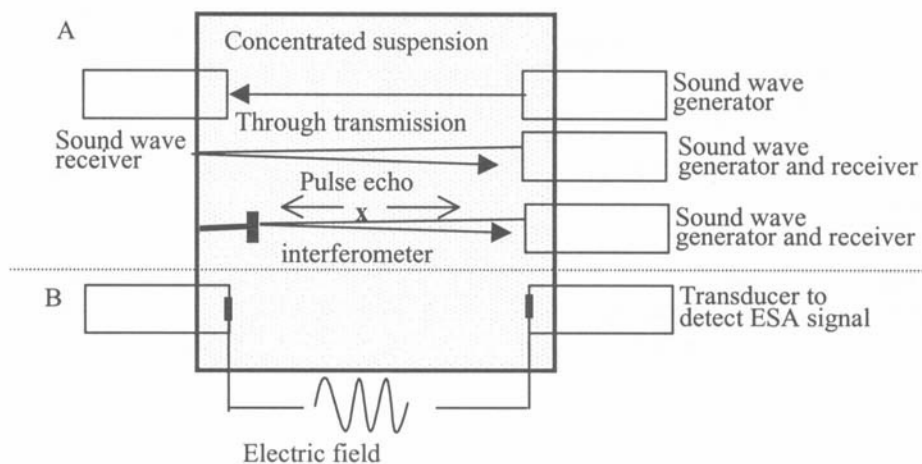 A
Concentrated suspension
Sound wave
generator
Through transmission
Sound wave
receiver
Sound wave
generator and receiver
Pulse echo
x
Sound wave
generator and receiver
interferometer
B
Transducer to
detect ESA signal
Electric field